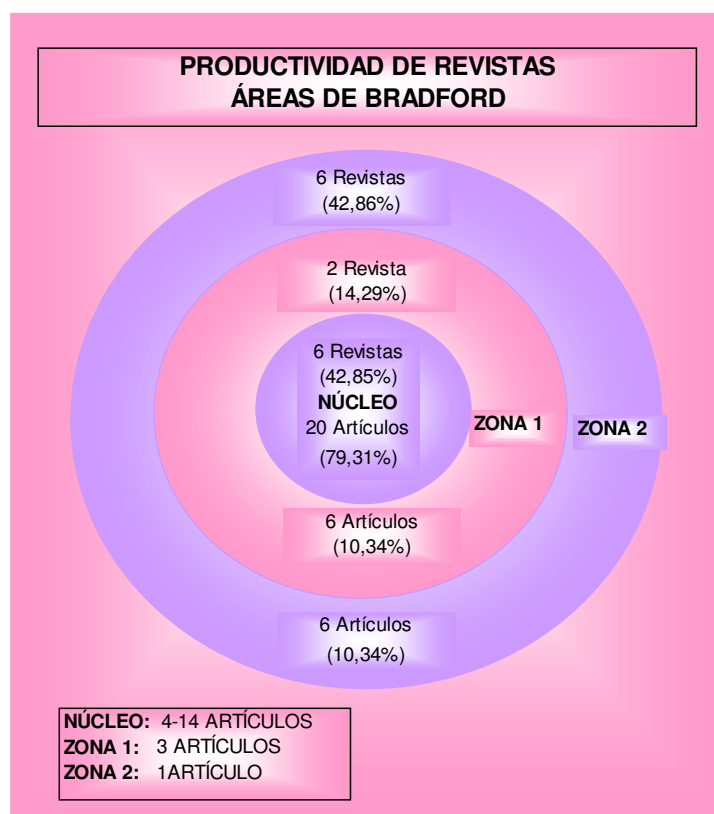 PRODUCTIVIDAD DE REVISTAS
ÁREAS DE BRADFORD
6 Revistas
(42,86%)
2 Revista
(14,29%)
6 Revistas
(42,85%)
NÚCLEO
20 Artículos
(79,31%)
ZONA 1
ZONA 2
6 Artículos
(10,34%)
6 Artículos
(10,34%)
NÚCLEO: 4-14 ARTÍCULOS
ZONA 1: 3 ARTÍCULOS
ZONA 2: 1ARTÍCULO